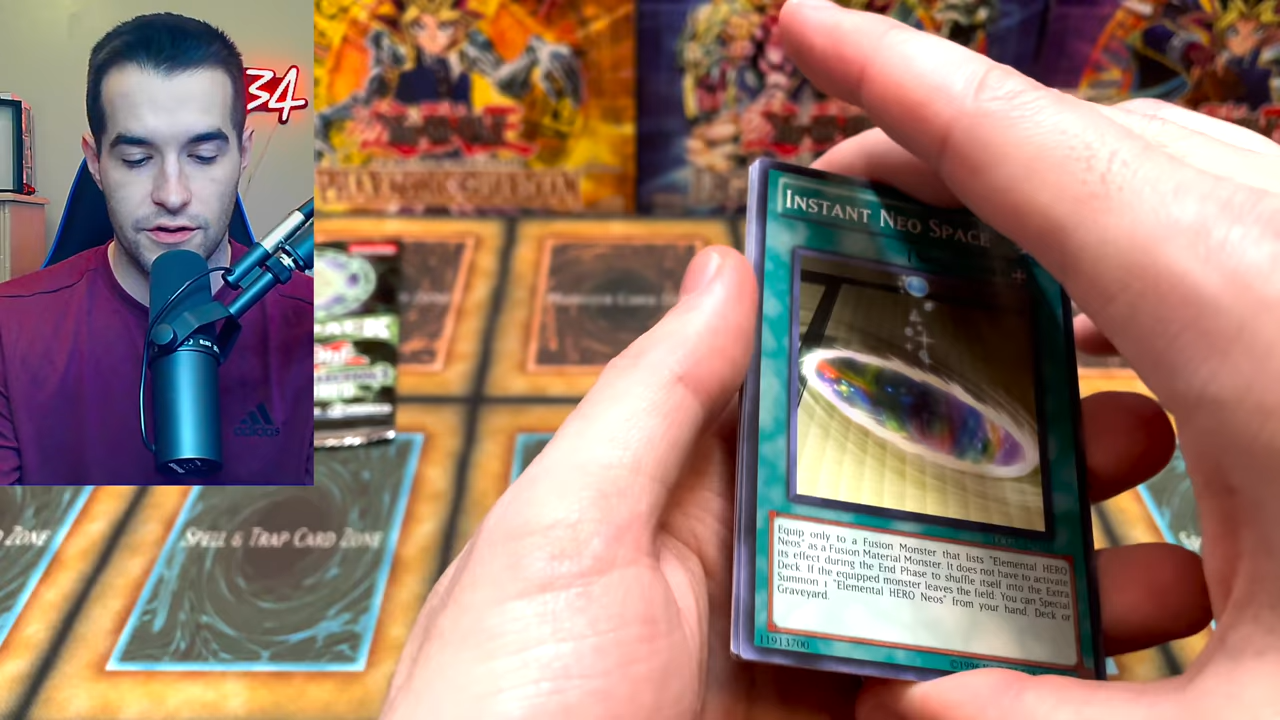 34
adidas
INSTANT NEO SPACE
Equip only to a Fusion Monster that lists "Elemental HERO
Neos" as a Fusion Material Monster. It does not have to activate
its effect during the End Phase to shuffle itself into the Extra
Deck. If the equipped monster leaves the field: You can Special
Summon 1 "Elemental HERO Neos" from your hand, Deck or
Graveyard.
11913700
©1996
SPELL & TRAP CARD ZONE
ZONE